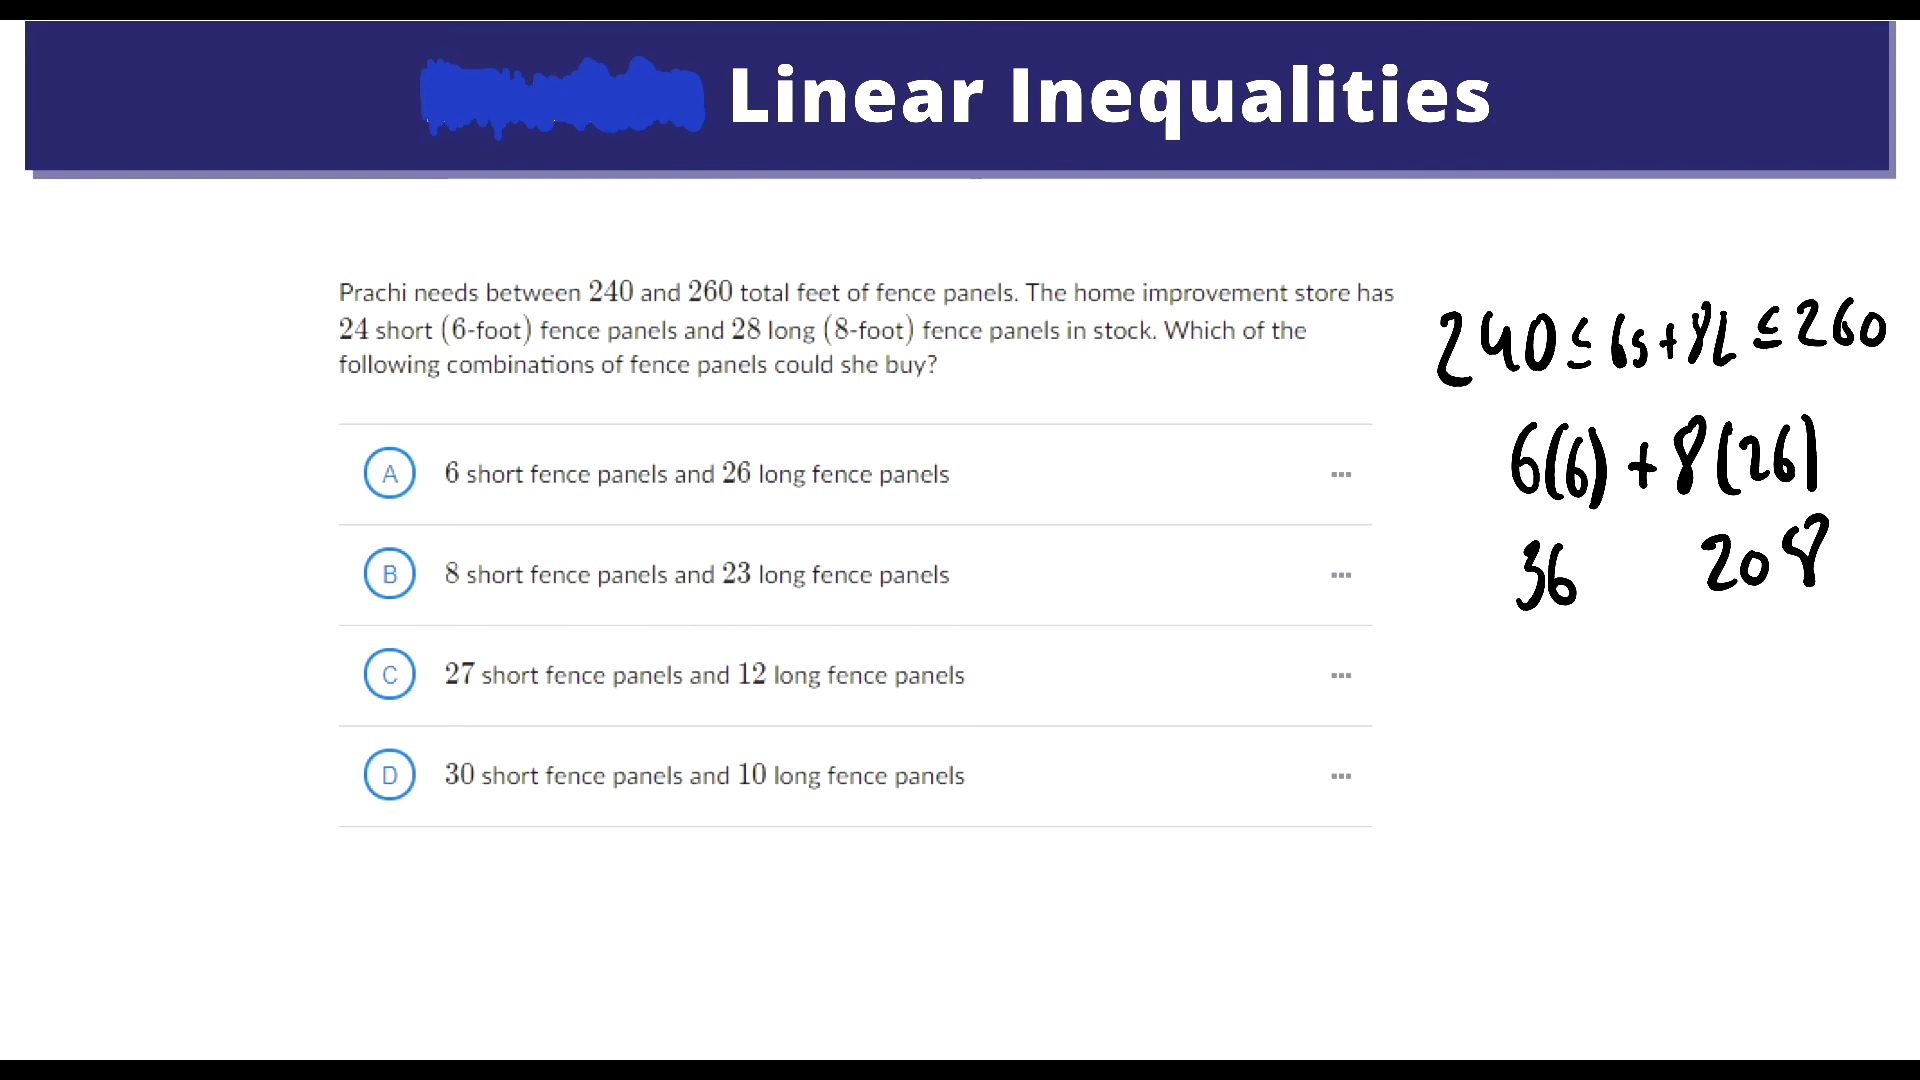 Linear Inequalities
Prachi needs between 240 and 260 total feet of fence panels. The home improvement store has
24 short (6-foot) fence panels and 28 long (8-foot) fence panels in stock. Which of the
following combinations of fence panels could she buy?
A 6 short fence panels and 26 long fence panels ...
B 8 short fence panels and 23 long fence panels ...
C 27 short fence panels and 12 long fence panels ...
D 30 short fence panels and 10 long fence panels ...
240 ≤ 6s + 8L ≤ 260
6(6) + 8(26)
36 208